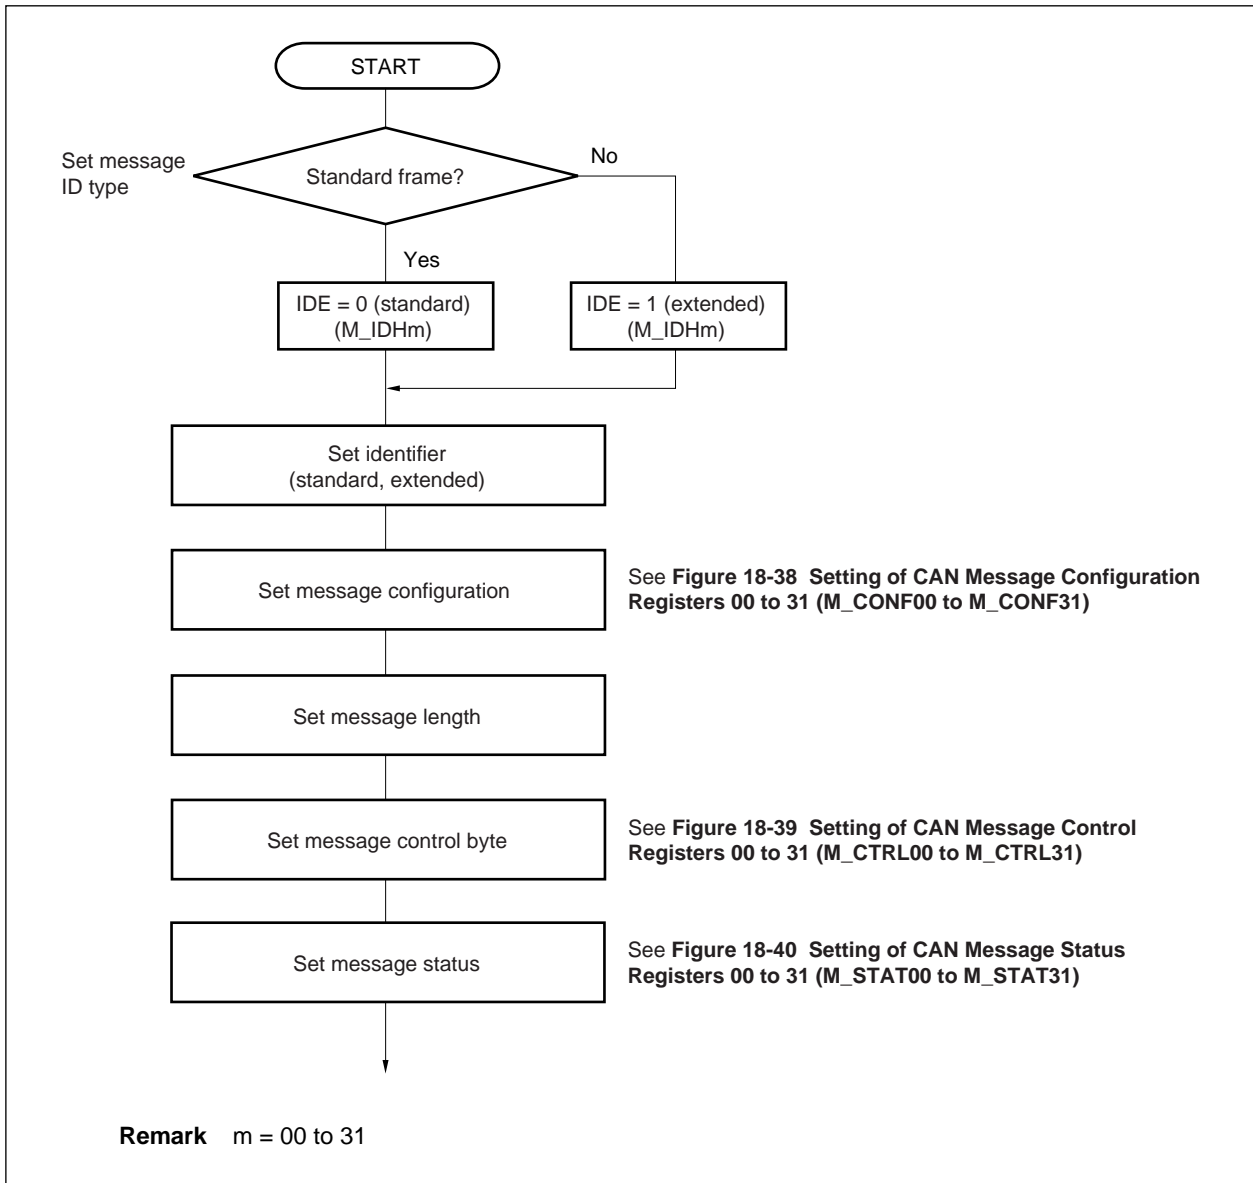 START
Set message
ID type
Standard frame?
No
Yes
IDE = 0 (standard)
(M_IDHm)
IDE = 1 (extended)
(M_IDHm)
Set identifier
(standard, extended)
Set message configuration
See Figure 18-38  Setting of CAN Message Configuration
Registers 00 to 31 (M_CONF00 to M_CONF31)
Set message length
Set message control byte
See Figure 18-39  Setting of CAN Message Control
Registers 00 to 31 (M_CTRL00 to M_CTRL31)
Set message status
See Figure 18-40  Setting of CAN Message Status
Registers 00 to 31 (M_STAT00 to M_STAT31)
Remark m = 00 to 31